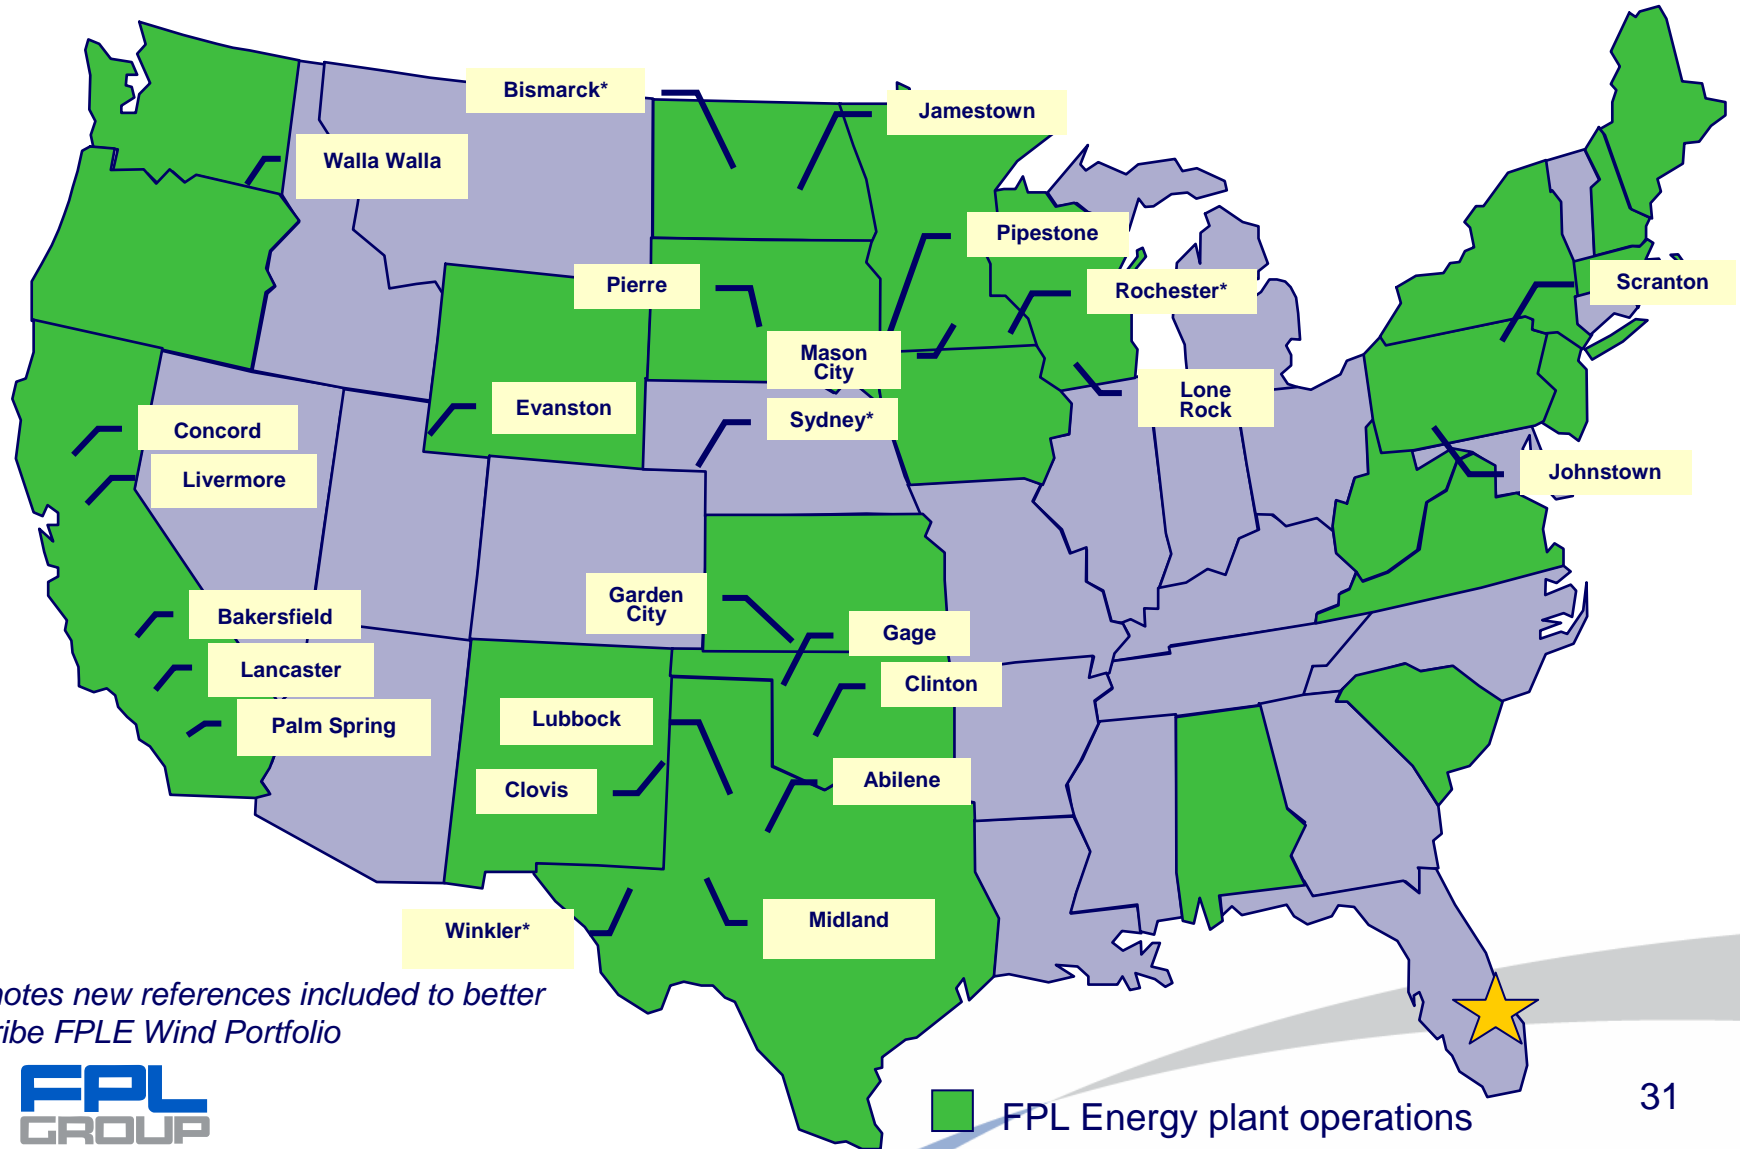 Bismarck*
Jamestown
Walla Walla
Pipestone
Pierre
Rochester*
Scranton
Mason
City
Evanston
Lone
Rock
Sydney*
Concord
Livermore
Johnstown
Garden
City
Bakersfield
Gage
Lancaster
Clinton
Palm Spring
Lubbock
Clovis
Abilene
Winkler*
Midland
notes new references included to better
ribe FPLE Wind Portfolio
FPL
GROUP
FPL Energy plant operations
31